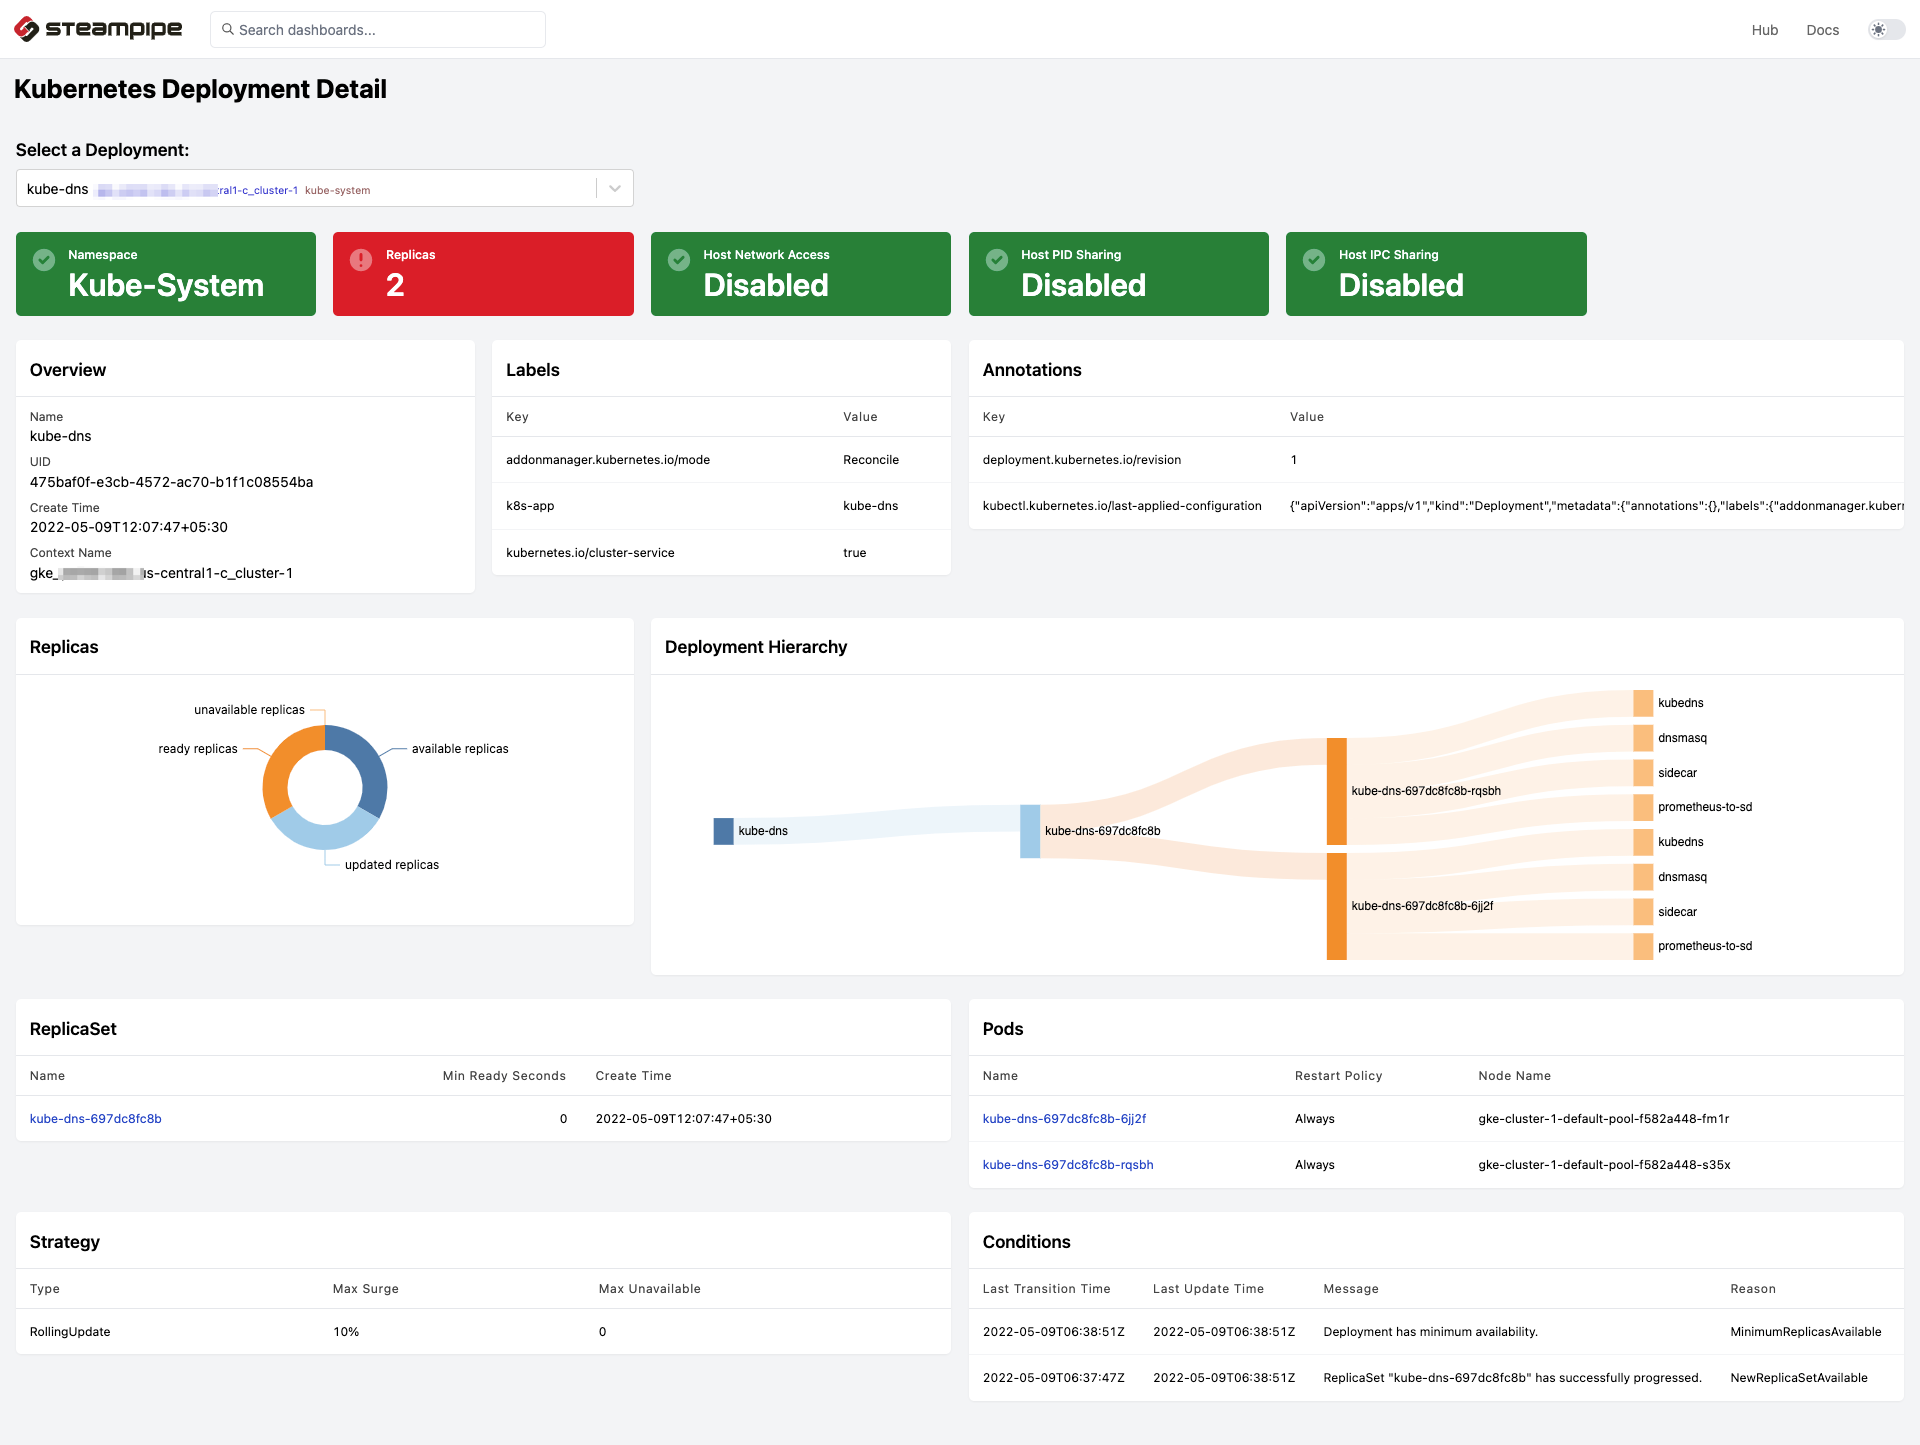 steampipe
Search dashboards...
Hub
Docs
Kubernetes Deployment Detail
Select a Deployment:
kube-dns ral1-c_cluster-1 kube-system
Namespace
Kube-System
Replicas
2
Host Network Access
Disabled
Host PID Sharing
Disabled
Host IPC Sharing
Disabled
Overview
Name
kube-dns
UID
475baf0f-e3cb-4572-ac70-b1f1c08554ba
Create Time
2022-05-09T12:07:47+05:30
Context Name
gke_ s-central1-c_cluster-1
Labels
Key Value
addonmanager.kubernetes.io/mode Reconcile
k8s-app kube-dns
kubernetes.io/cluster-service true
Annotations
Key Value
deployment.kubernetes.io/revision 1
kubectl.kubernetes.io/last-applied-configuration {"apiVersion":"apps/v1","kind":"Deployment","metadata":{"annotations":{},"labels":{"addonmanager.kuber
Replicas
unavailable replicas
ready replicas
available replicas
updated replicas
Deployment Hierarchy
kube-dns
kube-dns-697dc8fc8b
kube-dns-697dc8fc8b-rqsbh
kube-dns-697dc8fc8b-6jj2f
kubedns
dnsmasq
sidecar
prometheus-to-sd
kubedns
dnsmasq
sidecar
prometheus-to-sd
ReplicaSet
Name Min Ready Seconds Create Time
kube-dns-697dc8fc8b 0 2022-05-09T12:07:47+05:30
Pods
Name Restart Policy Node Name
kube-dns-697dc8fc8b-6jj2f Always gke-cluster-1-default-pool-f582a448-fm1r
kube-dns-697dc8fc8b-rqsbh Always gke-cluster-1-default-pool-f582a448-s35x
Strategy
Type Max Surge Max Unavailable
RollingUpdate 10% 0
Conditions
Last Transition Time Last Update Time Message Reason
2022-05-09T06:38:51Z 2022-05-09T06:38:51Z Deployment has minimum availability. MinimumReplicasAvailable
2022-05-09T06:37:47Z 2022-05-09T06:38:51Z ReplicaSet "kube-dns-697dc8fc8b" has successfully progressed. NewReplicaSetAvailable